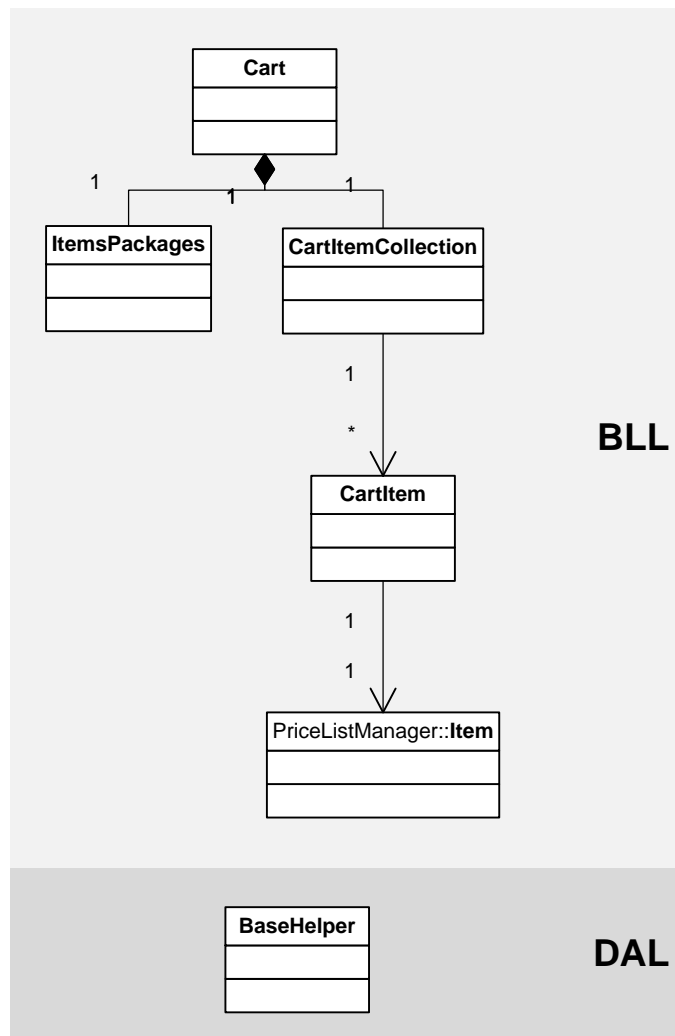 Cart
1
1
1
ItemsPackages
CartItemCollection
1
*
BLL
CartItem
1
1
PriceListManager::Item
BaseHelper
DAL